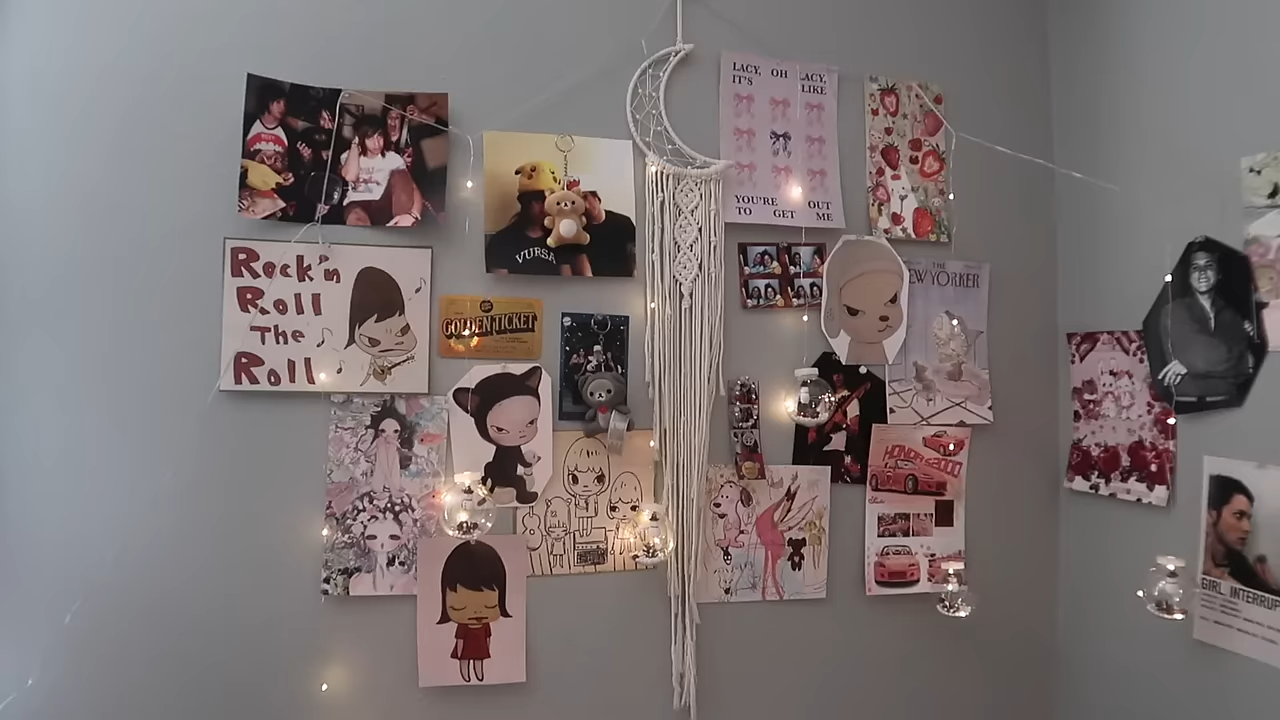 LACY, OH LACY,
IT'S LIKE
YOU'RE OUT
TO GET ME
VURSA
Rock'n
Roll
The
Roll
GOLDEN TICKET
THE
NEW YORKER
HONDA S2000
GIRL, INTERRUP